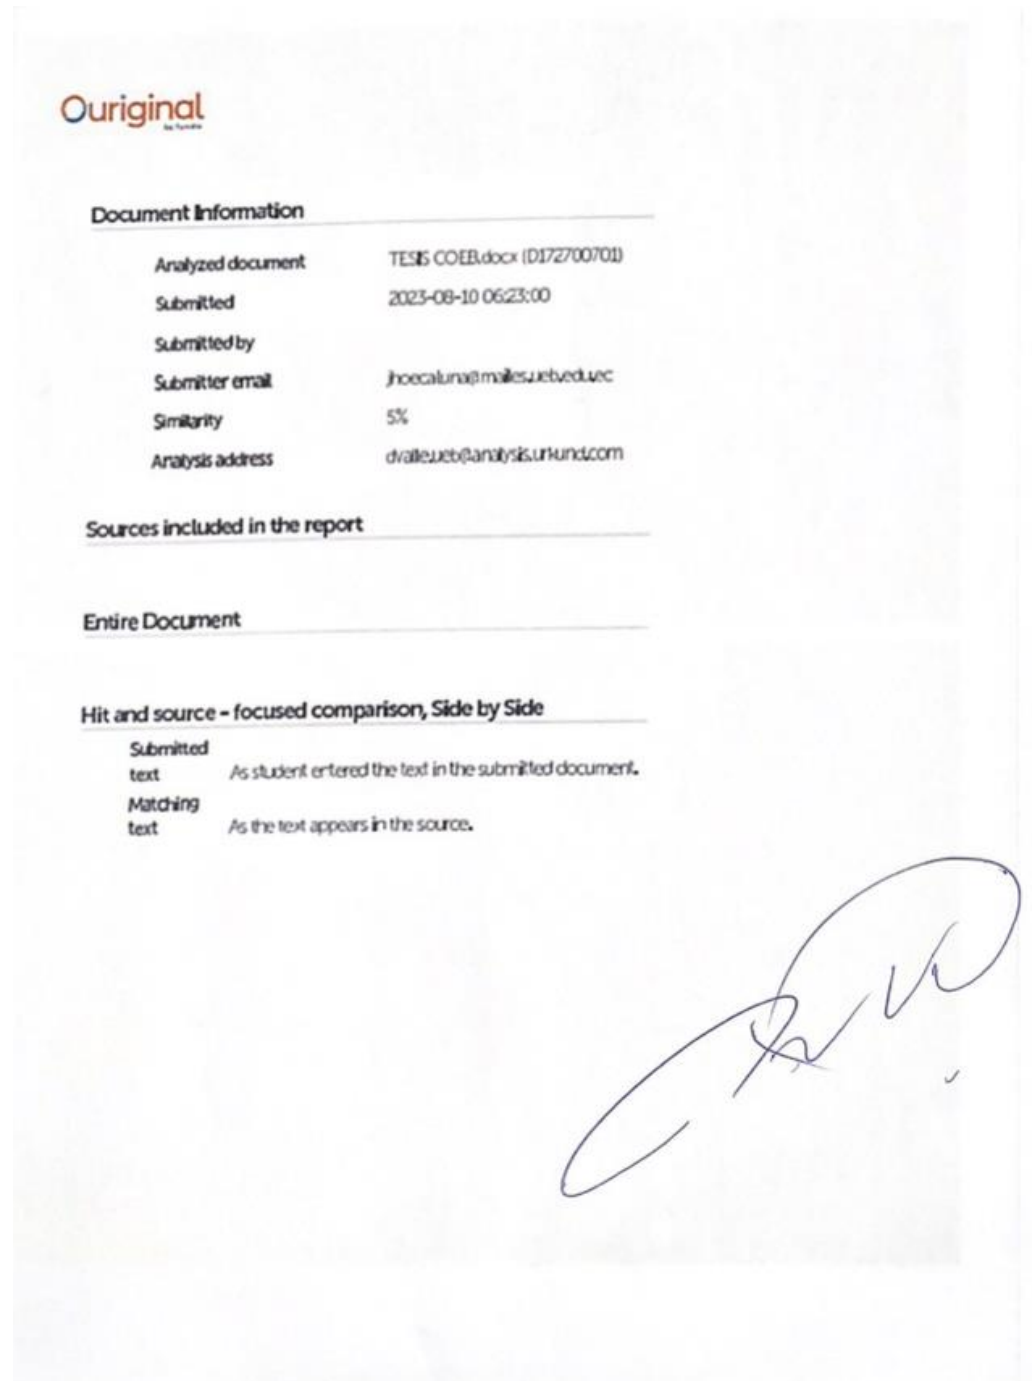 Ouriginal
Document Information
Analyzed document TESIS COEB.docx (D172700701)
Submitted 2023-08-10 06:23:00
Submitted by
Submitter email jhoecaluna@mailes.ueb.edu.ec
Similarity 5%
Analysis address dvalle.ueb@analysis.urkund.com
Sources included in the report
Entire Document
Hit and source – focused comparison, Side by Side
Submitted
text As student entered the text in the submitted document.
Matching
text As the text appears in the source.